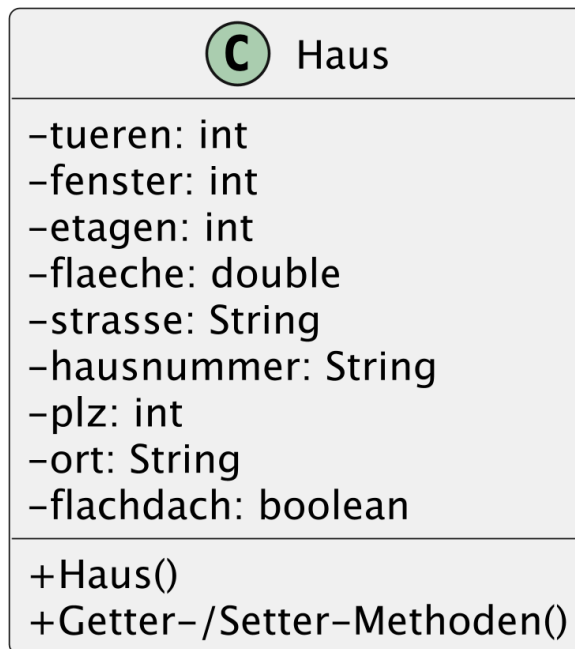 C Haus
-tueren: int
-fenster: int
-etagen: int
-flaeche: double
-strasse: String
-hausnummer: String
-plz: int
-ort: String
-flachdach: boolean
+Haus()
+Getter-/Setter-Methoden()